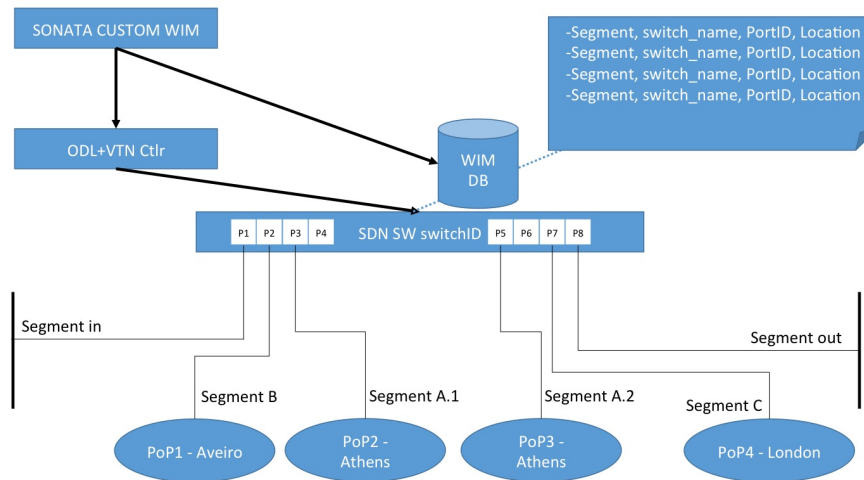 SONATA CUSTOM WIM
-Segment, switch_name, PortID, Location
-Segment, switch_name, PortID, Location
-Segment, switch_name, PortID, Location
-Segment, switch_name, PortID, Location
ODL+VTN Ctlr
WIM
DB
P1 P2 P3 P4 SDN SW switchID P5 P6 P7 P8
Segment in
Segment out
Segment B
Segment A.1
Segment A.2
Segment C
PoP1 - Aveiro
PoP2 -
Athens
PoP3 -
Athens
PoP4 - London